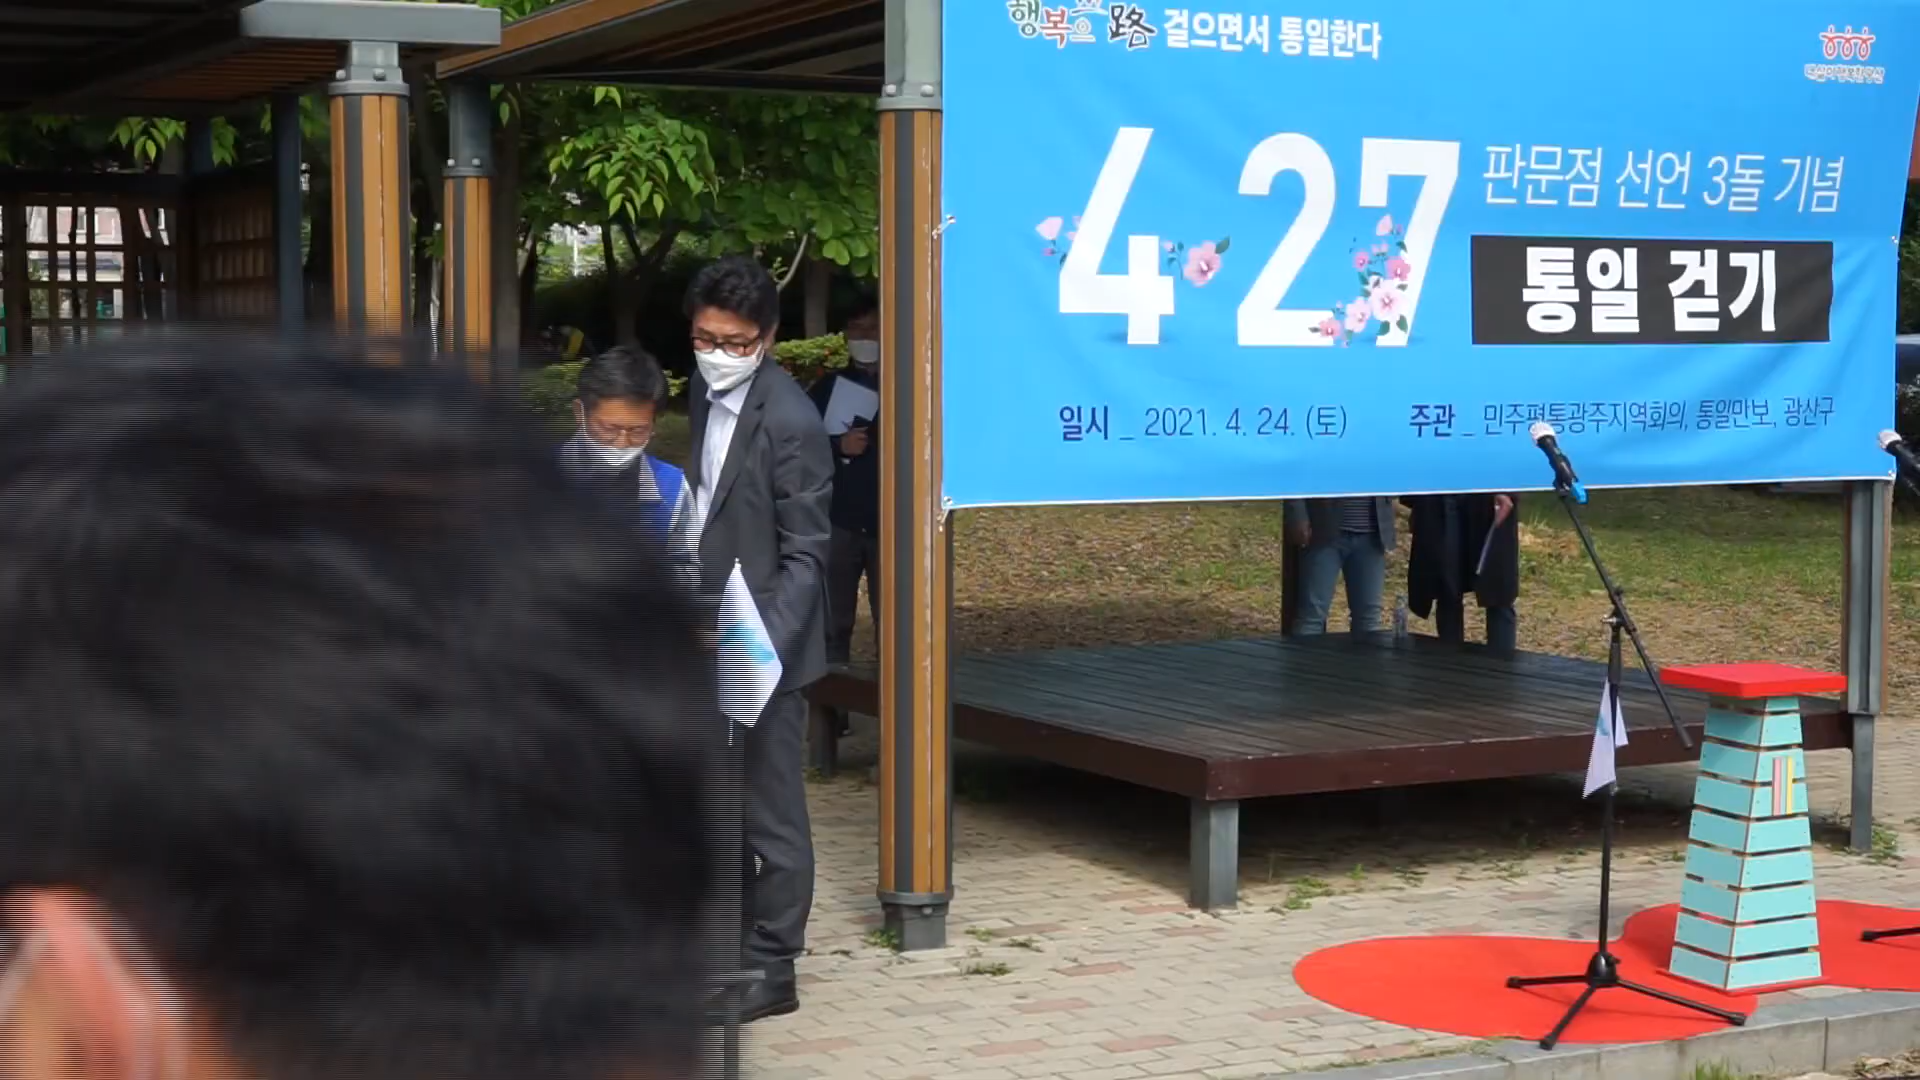 행복으路 걸으면서 통일한다
4 27
판문점 선언 3돌 기념
통일 걷기
일시 _ 2021. 4. 24. (토)
주관 _ 민주평통광주지역회의, 통일만보, 광산구